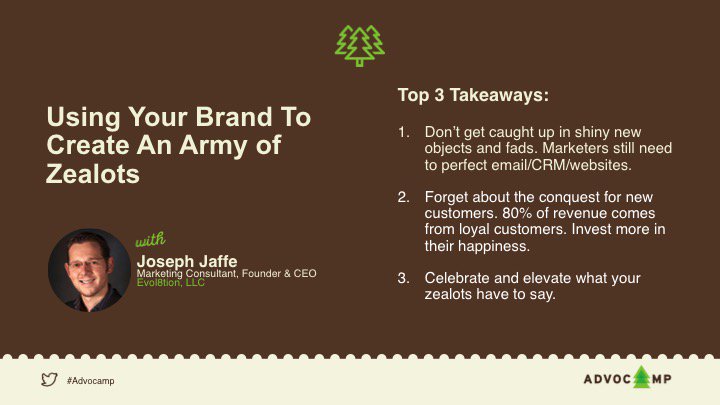 Using Your Brand To
Create An Army of
Zealots
with
Joseph Jaffe
Marketing Consultant, Founder & CEO
Evol8tion, LLC
Top 3 Takeaways:
1. Don't get caught up in shiny new
objects and fads. Marketers still need
to perfect email/CRM/websites.
2. Forget about the conquest for new
customers. 80% of revenue comes
from loyal customers. Invest more in
their happiness.
3. Celebrate and elevate what your
zealots have to say.
#Advocamp
ADVOCAMP